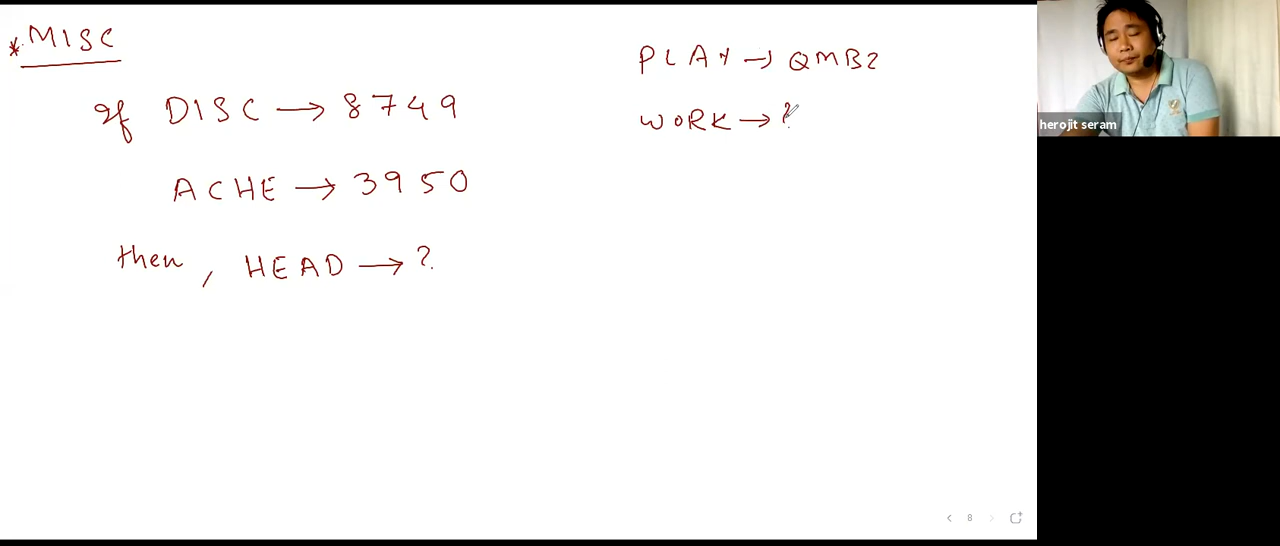 * MISC
If DISC → 8749
ACHE → 3950
then, HEAD → ?
PLAY → QMBZ
WORK → ?
herojit seram
8